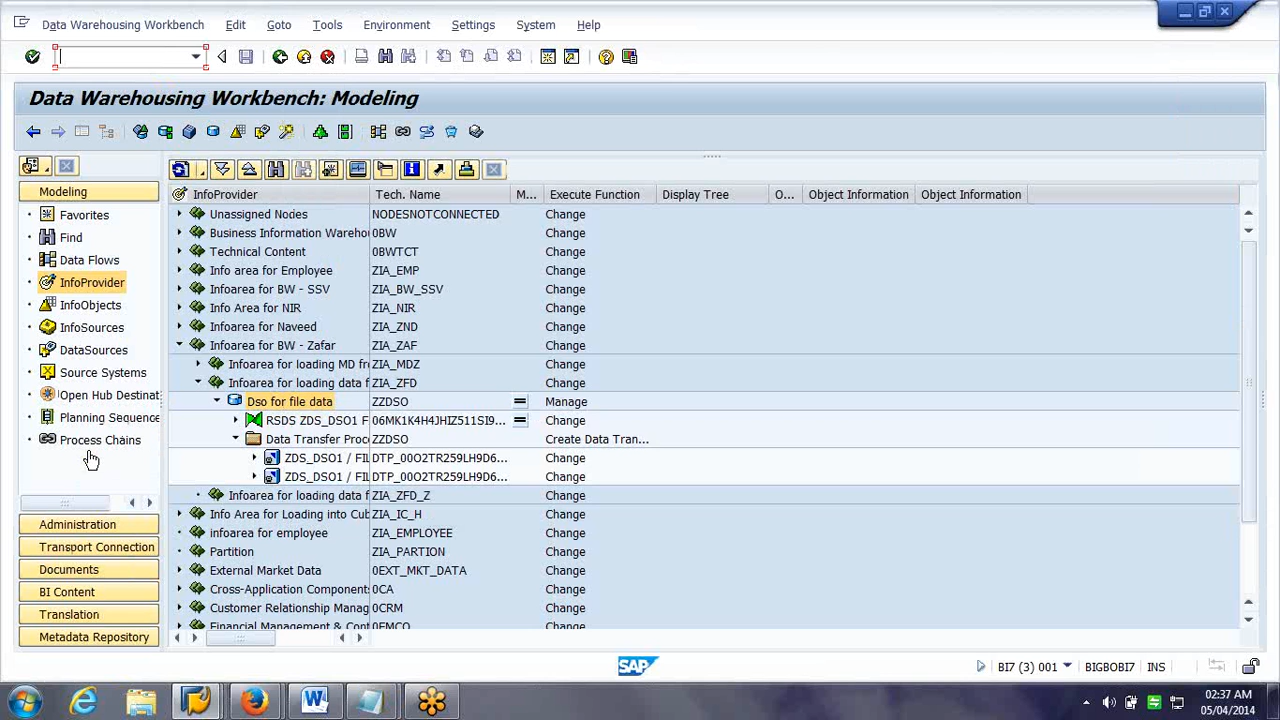 Data Warehousing Workbench Edit Goto Tools Environment Settings System Help
Data Warehousing Workbench: Modeling
Modeling
Favorites
Find
Data Flows
InfoProvider
InfoObjects
InfoSources
DataSources
Source Systems
Open Hub Destinat
Planning Sequence
Process Chains
Administration
Transport Connection
Documents
BI Content
Translation
Metadata Repository
InfoProvider Tech. Name M... Execute Function Display Tree O... Object Information Object Information
Unassigned Nodes NODESNOTCONNECTED Change
Business Information Wareho 0BW Change
Technical Content 0BWTCT Change
Info area for Employee ZIA_EMP Change
Infoarea for BW - SSV ZIA_BW_SSV Change
Info Area for NIR ZIA_NIR Change
Infoarea for Naveed ZIA_ZND Change
Infoarea for BW - Zafar ZIA_ZAF Change
Infoarea for loading MD fr ZIA_MDZ Change
Infoarea for loading data f ZIA_ZFD Change
Dso for file data ZZDSO Manage
RSDS ZDS_DSO1 F 06MK1K4H4JHIZ511SI9... Change
Data Transfer Proc ZZDSO Create Data Tran...
ZDS_DSO1 / FIL DTP_00O2TR259LH9D6... Change
ZDS_DSO1 / FIL DTP_00O2TR259LH9D6... Change
Infoarea for loading data f ZIA_ZFD_Z Change
Info Area for Loading into Cub ZIA_IC_H Change
infoarea for employee ZIA_EMPLOYEE Change
Partition ZIA_PARTION Change
External Market Data 0EXT_MKT_DATA Change
Cross-Application Components 0CA Change
Customer Relationship Manag 0CRM Change
Financial Management & Cont 0FMCO Change
SAP BI7 (3) 001 BIGBOBI7 INS
02:37 AM
05/04/2014